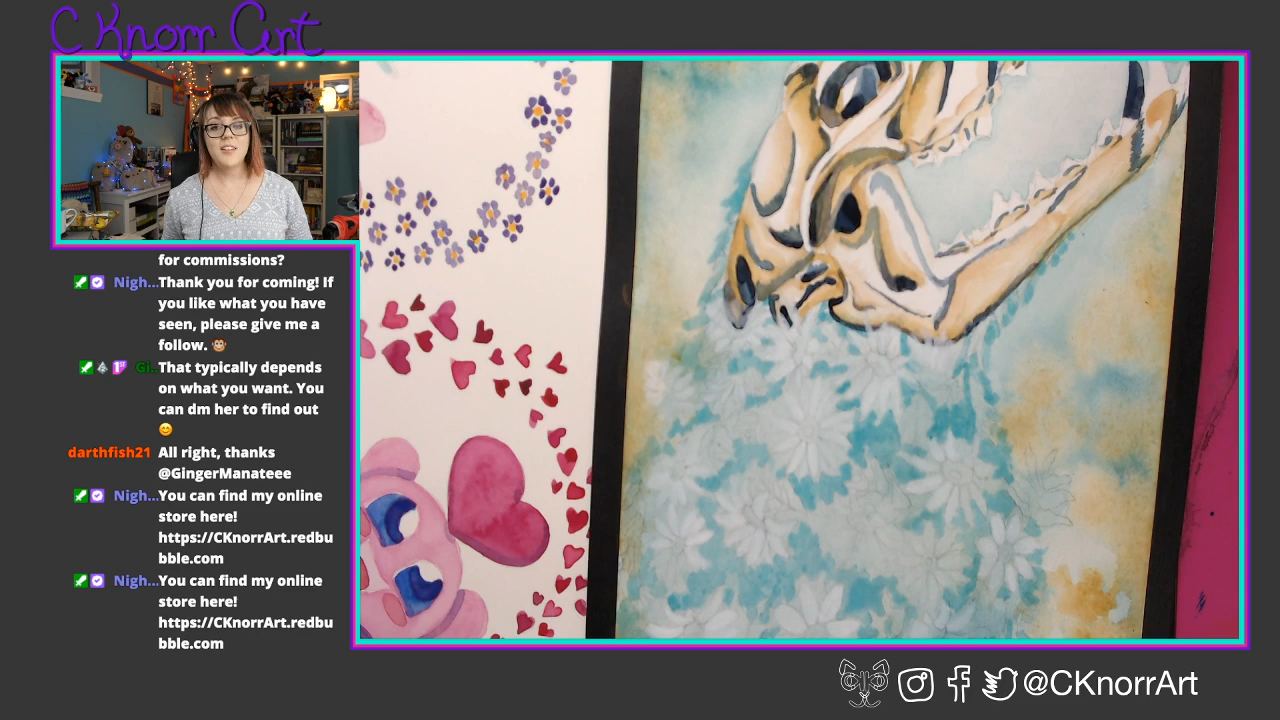 C Knorr Art
for commissions?
Nigh... Thank you for coming! If
you like what you have
seen, please give me a
follow. 🐵
1ST Gi... That typically depends
on what you want. You
can dm her to find out
😊
darthfish21 All right, thanks
@GingerManateee
Nigh... You can find my online
store here!
https://CKnorrArt.redbu
bble.com
Nigh... You can find my online
store here!
https://CKnorrArt.redbu
bble.com
@CKnorrArt